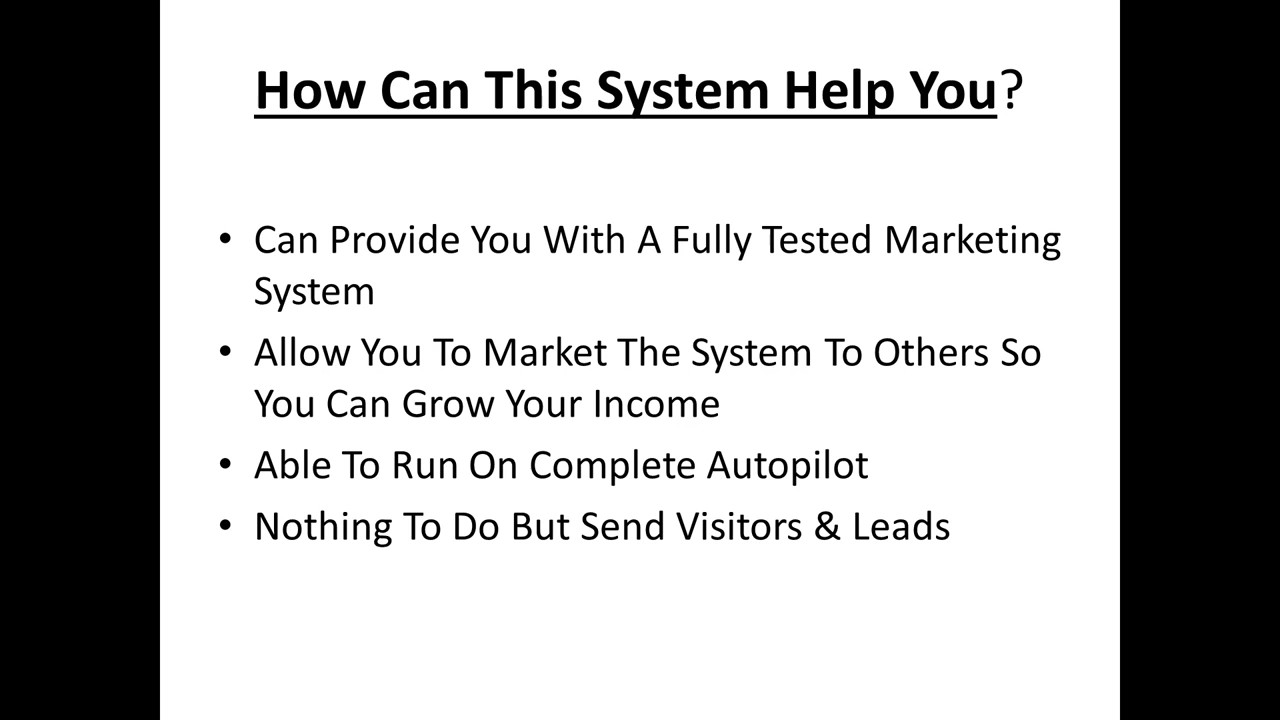 How Can This System Help You?
• Can Provide You With A Fully Tested Marketing
System
• Allow You To Market The System To Others So
You Can Grow Your Income
• Able To Run On Complete Autopilot
• Nothing To Do But Send Visitors & Leads